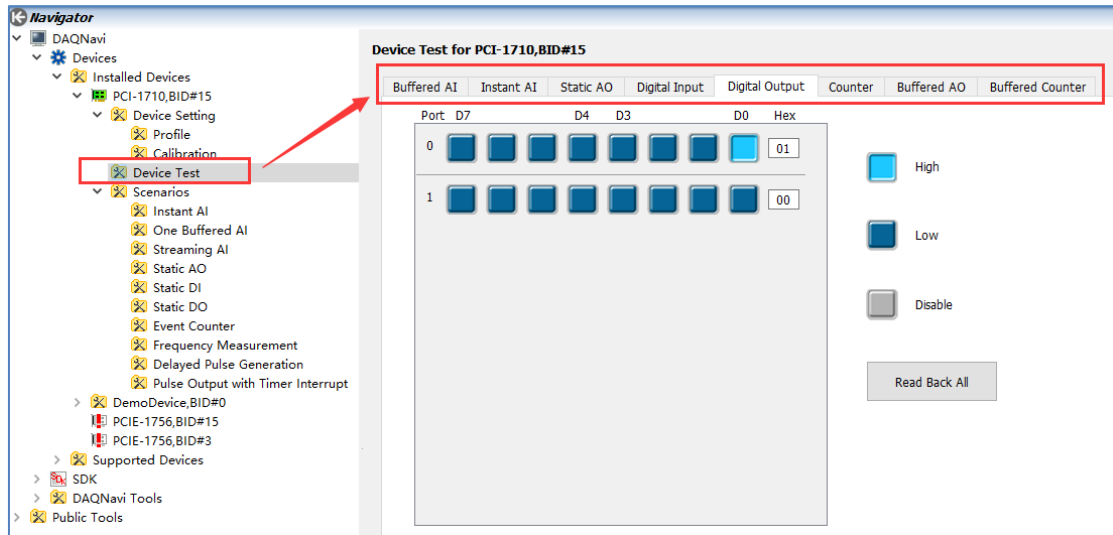 Navigator
DAQNavi
Devices
Installed Devices
PCI-1710,BID#15
Device Setting
Profile
Calibration
Device Test
Scenarios
Instant AI
One Buffered AI
Streaming AI
Static AO
Static DI
Static DO
Event Counter
Frequency Measurement
Delayed Pulse Generation
Pulse Output with Timer Interrupt
DemoDevice,BID#0
PCIE-1756,BID#15
PCIE-1756,BID#3
Supported Devices
SDK
DAQNavi Tools
Public Tools
Device Test for PCI-1710,BID#15
Buffered AI Instant AI Static AO Digital Input Digital Output Counter Buffered AO Buffered Counter
Port D7 D4 D3 D0 Hex
0 01
1 00
High
Low
Disable
Read Back All